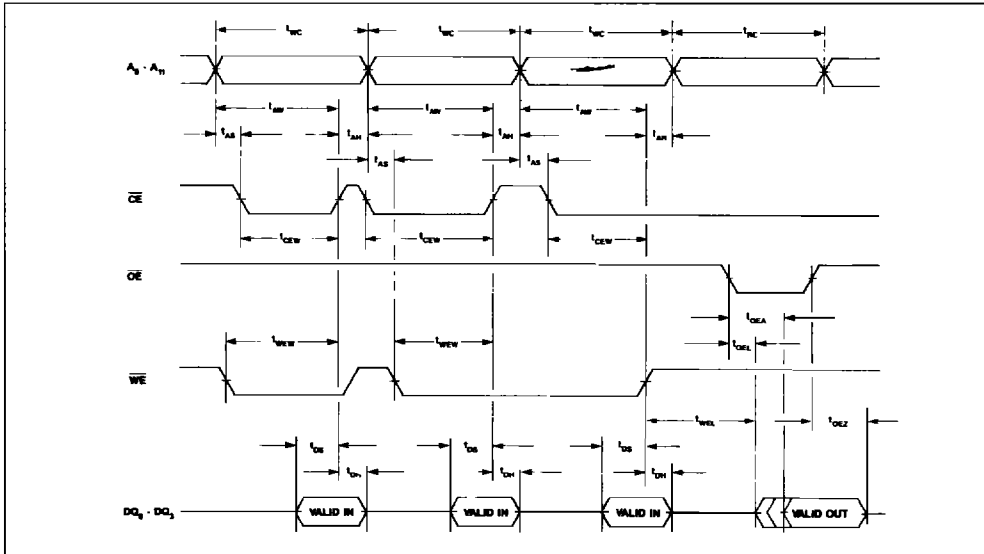 tWC tWC tWC tRC
A0 - A11
tAW tAW tAW
tAS tAH tAH tAH
tAS tAS
CE
tCEW tCEW tCEW
OE
tOEA
tOEL
tWEW tWEW
WE
tWEL tOEZ
tDS tDS tDS
tDH tDH tDH
DQ0 - DQ3 VALID IN VALID IN VALID IN VALID OUT